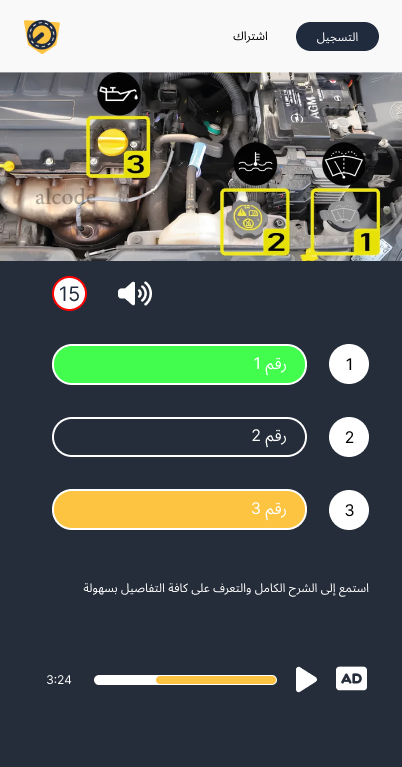 التسجيل
اشتراك
AGM
3
alcode
2
1
15
رقم 1
1
رقم 2
2
رقم 3
3
استمع إلى الشرح الكامل والتعرف على كافة التفاصيل بسهولة
3:24
AD